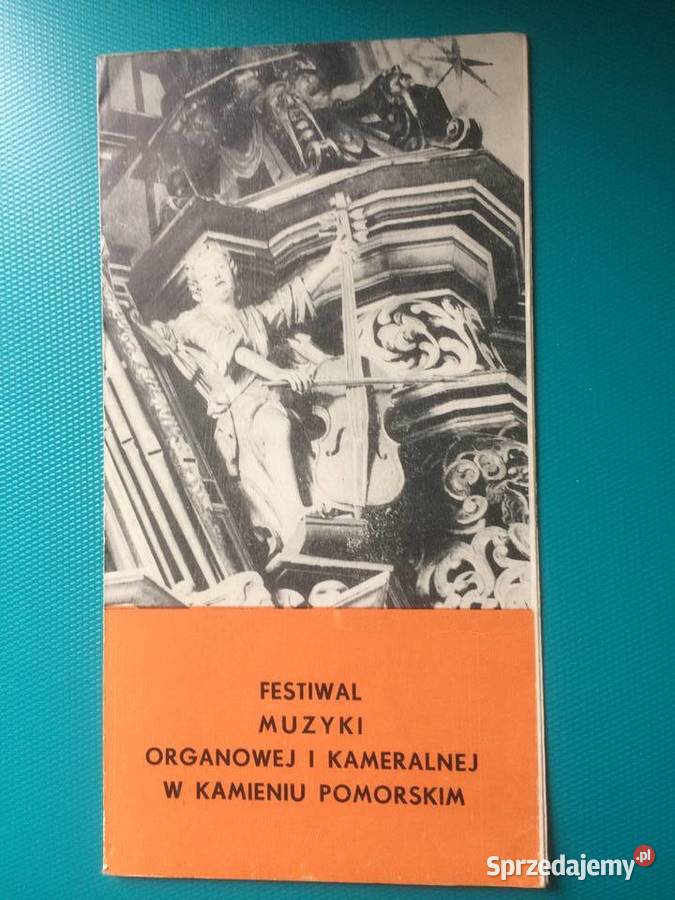 FESTIWAL
MUZYKI
ORGANOWEJ I KAMERALNEJ
W KAMIENIU POMORSKIM
Sprzedajemy.pl